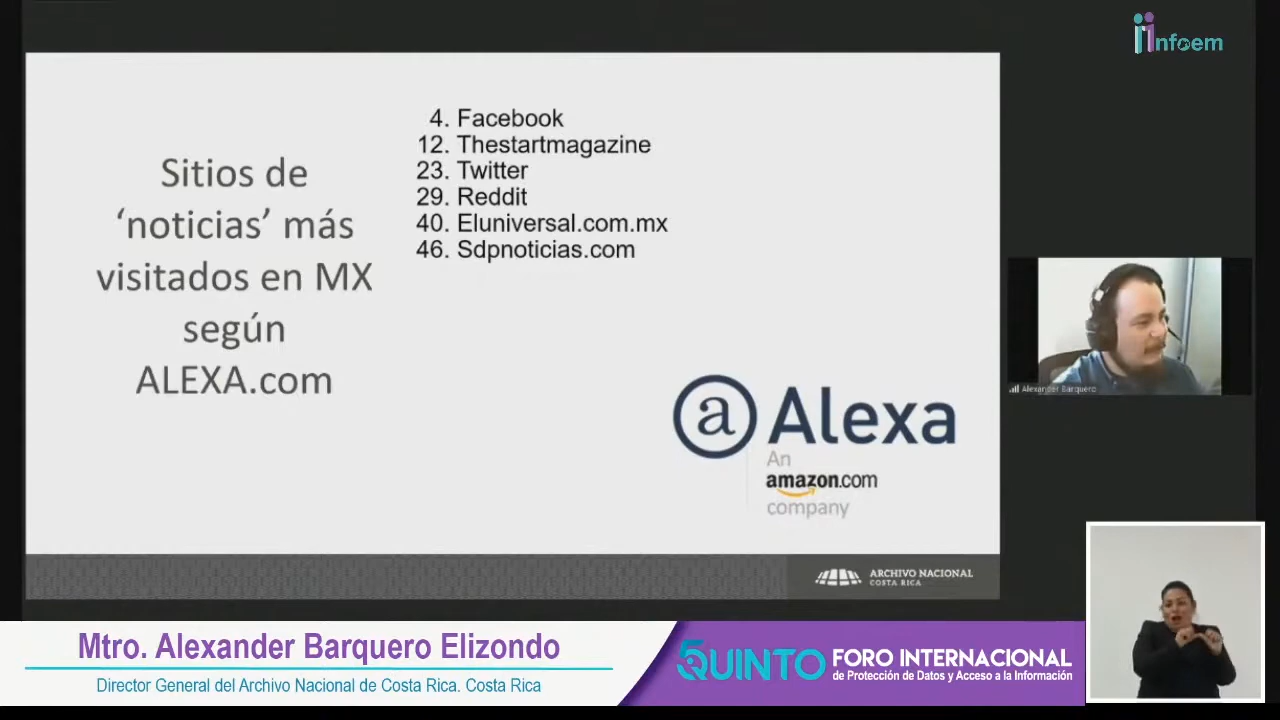 infoem
Sitios de
‘noticias’ más
visitados en MX
según
ALEXA.com
4. Facebook
12. Thestartmagazine
23. Twitter
29. Reddit
40. Eluniversal.com.mx
46. Sdpnoticias.com
a Alexa
An
amazon.com
company
ARCHIVO NACIONAL
COSTA RICA
Alexander Barquero
Mtro. Alexander Barquero Elizondo
Director General del Archivo Nacional de Costa Rica. Costa Rica
5 QUINTO FORO INTERNACIONAL
de Protección de Datos y Acceso a la Información